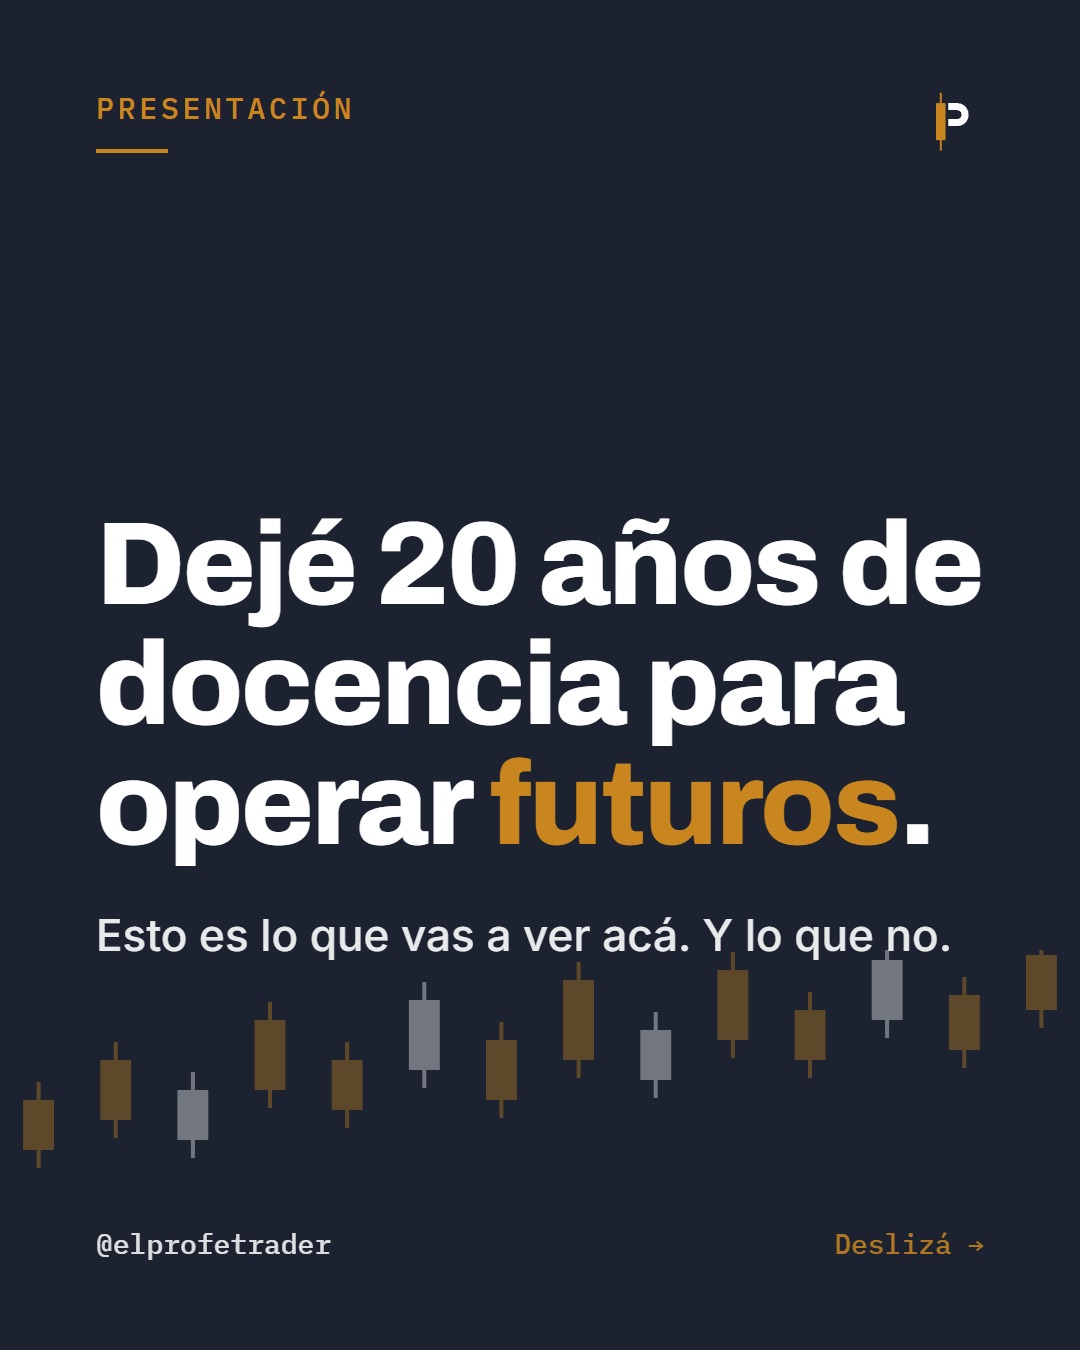 PRESENTACIÓN
Dejé 20 años de
docencia para
operar futuros.
Esto es lo que vas a ver acá. Y lo que no.
@elprofetrader
Deslizá →